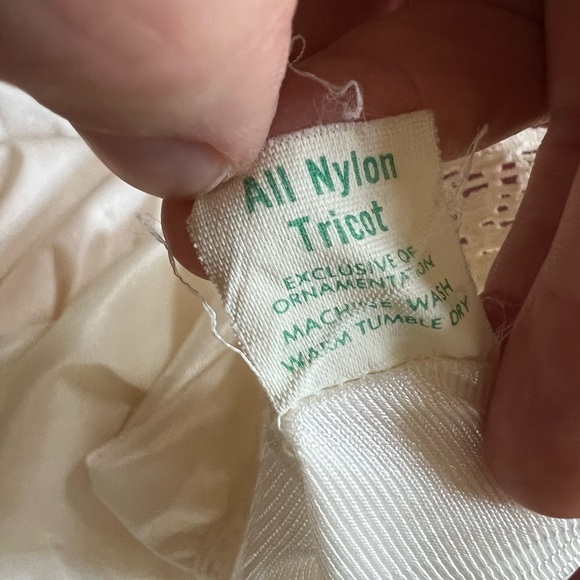 All Nylon
Tricot
EXCLUSIVE OF
ORNAMENTATION
MACHINE WASH
WARM TUMBLE DRY